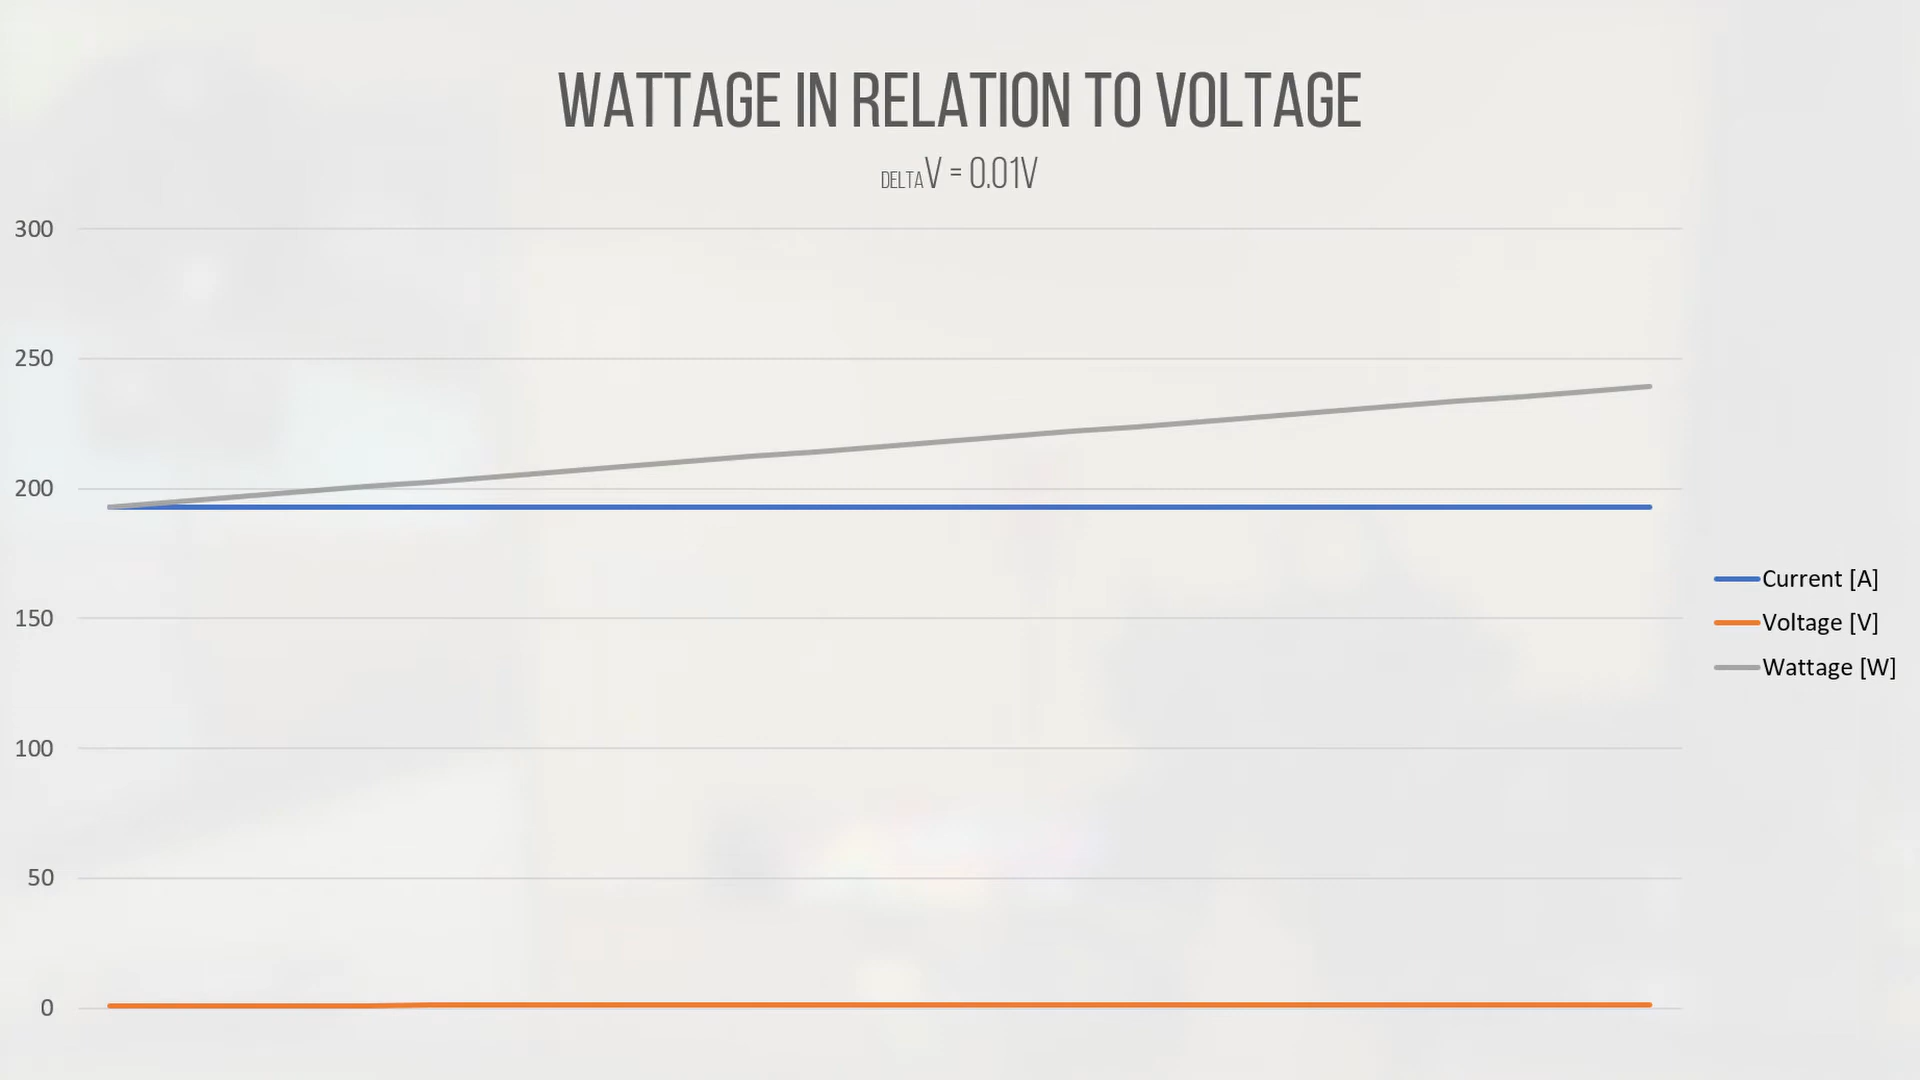 WATTAGE IN RELATION TO VOLTAGE
DELTAV = 0.01V
300
250
200
150
100
50
0
Current [A]
Voltage [V]
Wattage [W]